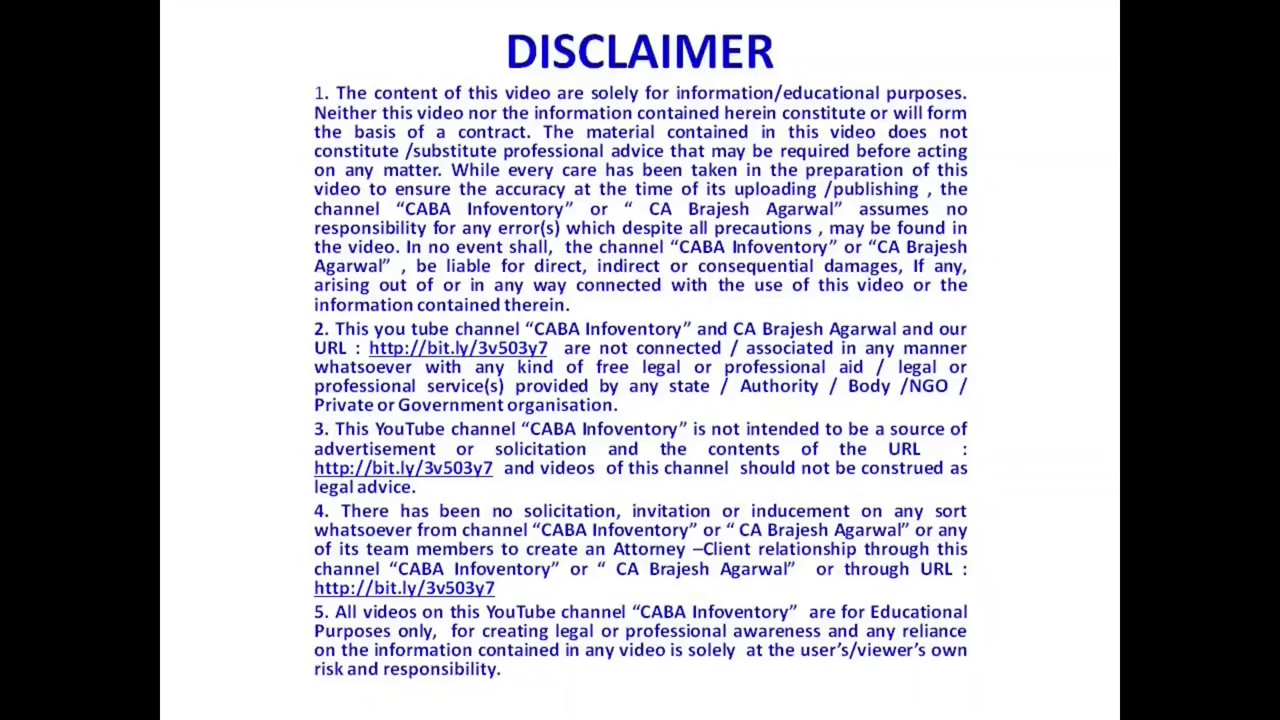 DISCLAIMER
1. The content of this video are solely for information/educational purposes.
Neither this video nor the information contained herein constitute or will form
the basis of a contract. The material contained in this video does not
constitute /substitute professional advice that may be required before acting
on any matter. While every care has been taken in the preparation of this
video to ensure the accuracy at the time of its uploading /publishing , the
channel “CABA Infoventory” or “ CA Brajesh Agarwal” assumes no
responsibility for any error(s) which despite all precautions , may be found in
the video. In no event shall, the channel “CABA Infoventory” or “CA Brajesh
Agarwal” , be liable for direct, indirect or consequential damages, If any,
arising out of or in any way connected with the use of this video or the
information contained therein.
2. This you tube channel “CABA Infoventory” and CA Brajesh Agarwal and our
URL : http://bit.ly/3v503y7 are not connected / associated in any manner
whatsoever with any kind of free legal or professional aid / legal or
professional service(s) provided by any state / Authority / Body /NGO /
Private or Government organisation.
3. This YouTube channel “CABA Infoventory” is not intended to be a source of
advertisement or solicitation and the contents of the URL :
http://bit.ly/3v503y7 and videos of this channel should not be construed as
legal advice.
4. There has been no solicitation, invitation or inducement on any sort
whatsoever from channel “CABA Infoventory” or “ CA Brajesh Agarwal” or any
of its team members to create an Attorney –Client relationship through this
channel “CABA Infoventory” or “ CA Brajesh Agarwal” or through URL :
http://bit.ly/3v503y7
5. All videos on this YouTube channel “CABA Infoventory” are for Educational
Purposes only, for creating legal or professional awareness and any reliance
on the information contained in any video is solely at the user’s/viewer’s own
risk and responsibility.